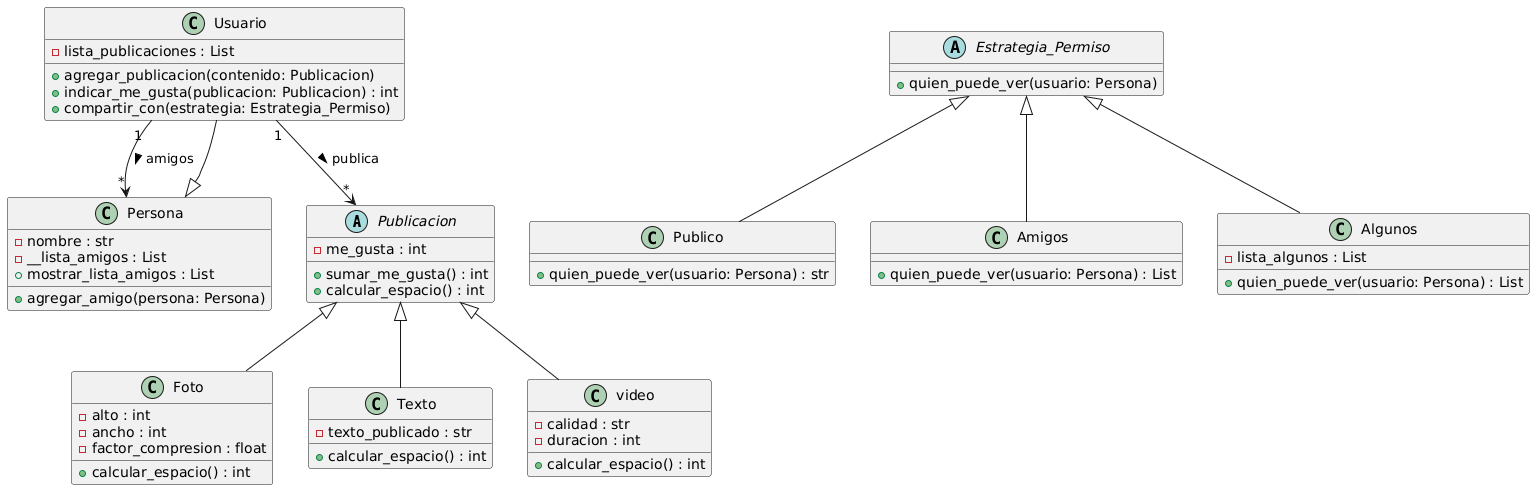 C Usuario
lista_publicaciones : List
agregar_publicacion(contenido: Publicacion)
indicar_me_gusta(publicacion: Publicacion) : int
compartir_con(estrategia: Estrategia_Permiso)
A Estrategia_Permiso
quien_puede_ver(usuario: Persona)
1
amigos
*
1
publica
*
C Persona
nombre : str
__lista_amigos : List
mostrar_lista_amigos : List
agregar_amigo(persona: Persona)
A Publicacion
me_gusta : int
sumar_me_gusta() : int
calcular_espacio() : int
C Publico
quien_puede_ver(usuario: Persona) : str
C Amigos
quien_puede_ver(usuario: Persona) : List
C Algunos
lista_algunos : List
quien_puede_ver(usuario: Persona) : List
C Foto
alto : int
ancho : int
factor_compresion : float
calcular_espacio() : int
C Texto
texto_publicado : str
calcular_espacio() : int
C video
calidad : str
duracion : int
calcular_espacio() : int